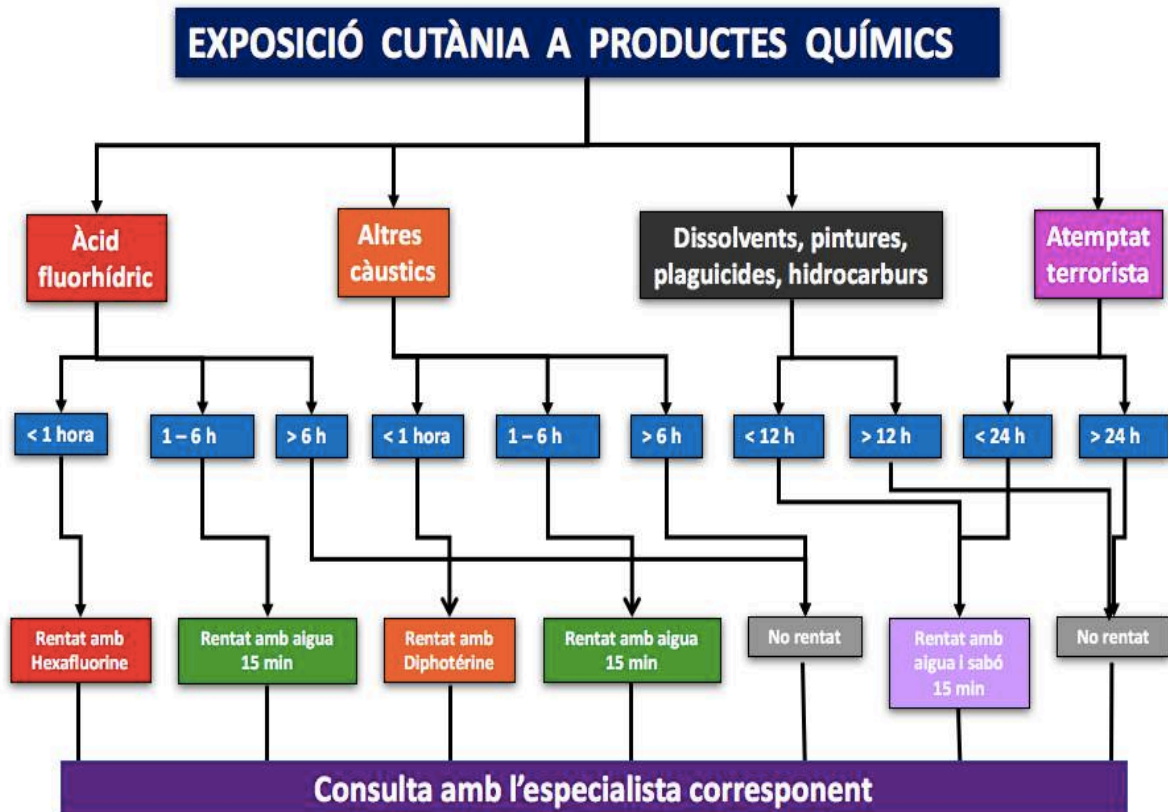 EXPOSICIÓ CUTÀNIA A PRODUCTES QUÍMICS
Àcid
fluorhídric
Altres
càustics
Dissolvents, pintures,
plaguicides, hidrocarburs
Atemptat
terrorista
< 1 hora
1 – 6 h
> 6 h
< 1 hora
1 – 6 h
> 6 h
< 12 h
> 12 h
< 24 h
> 24 h
Rentat amb
Hexafluorine
Rentat amb aigua
15 min
Rentat amb
Diphotérine
Rentat amb aigua
15 min
No rentat
Rentat amb
aigua i sabó
15 min
No rentat
Consulta amb l’especialista corresponent